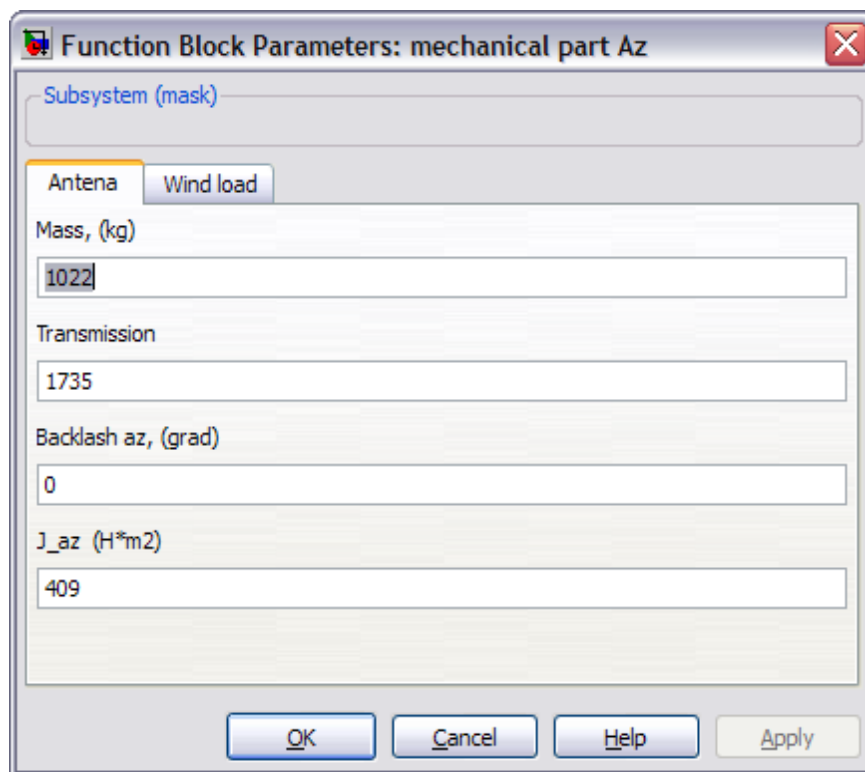 Function Block Parameters: mechanical part Az
Subsystem (mask)
Antena Wind load
Mass, (kg)
1022
Transmission
1735
Backlash az, (grad)
0
J_az (H*m2)
409
OK Cancel Help Apply